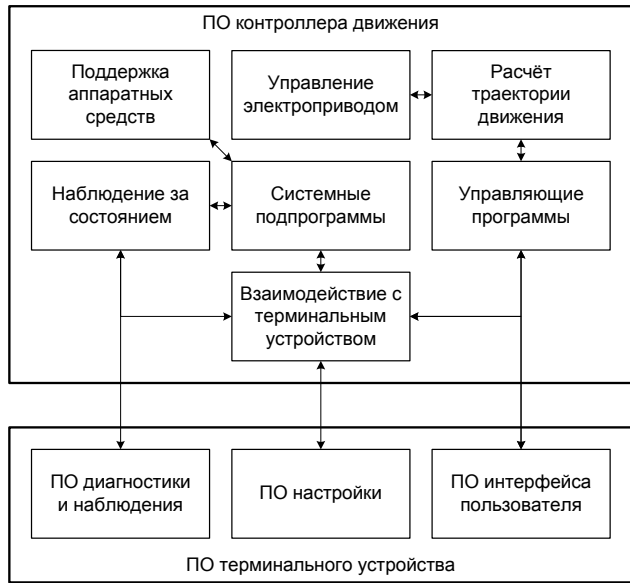 ПО контроллера движения
Поддержка
аппаратных
средств
Управление
электроприводом
Расчёт
траектории
движения
Наблюдение за
состоянием
Системные
подпрограммы
Управляющие
программы
Взаимодействие с
терминальным
устройством
ПО диагностики
и наблюдения
ПО настройки
ПО интерфейса
пользователя
ПО терминального устройства